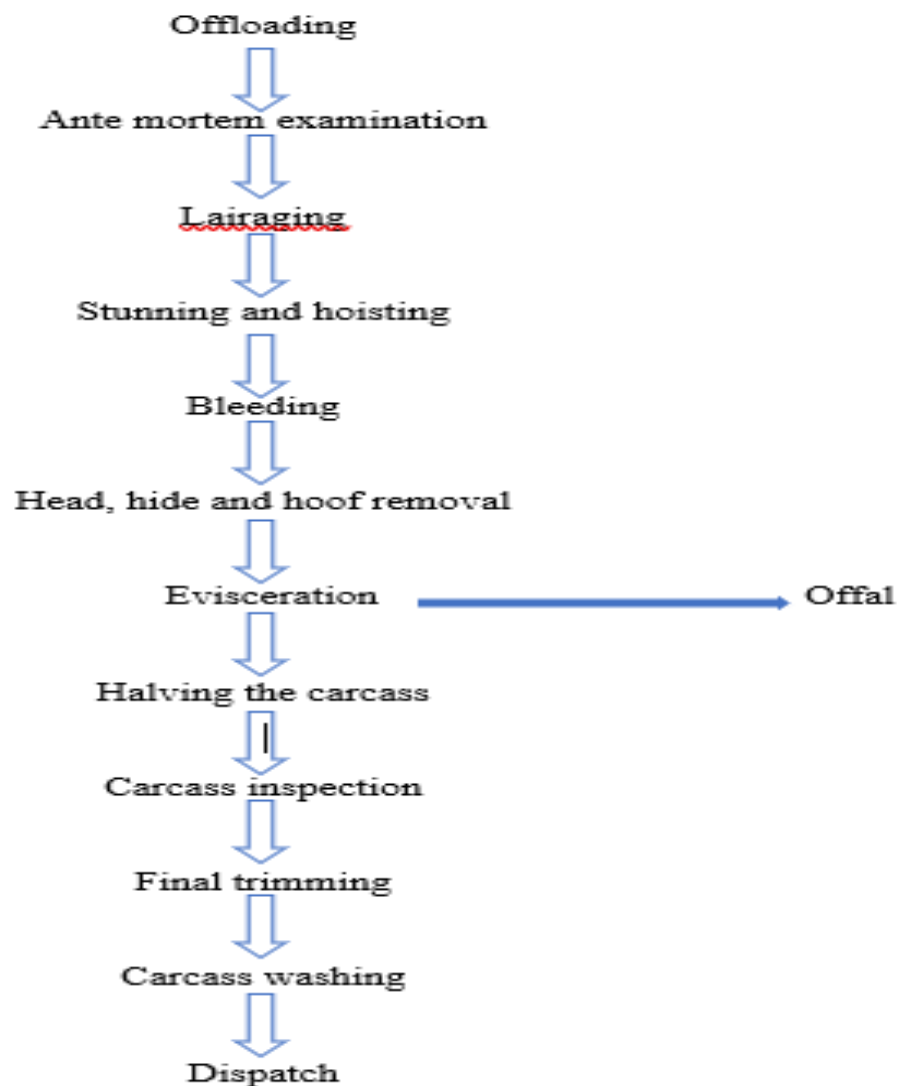 Offloading
Ante mortem examination
Lairaging
Stunning and hoisting
Bleeding
Head, hide and hoof removal
Evisceration
Offal
Halving the carcass
Carcass inspection
Final trimming
Carcass washing
Dispatch